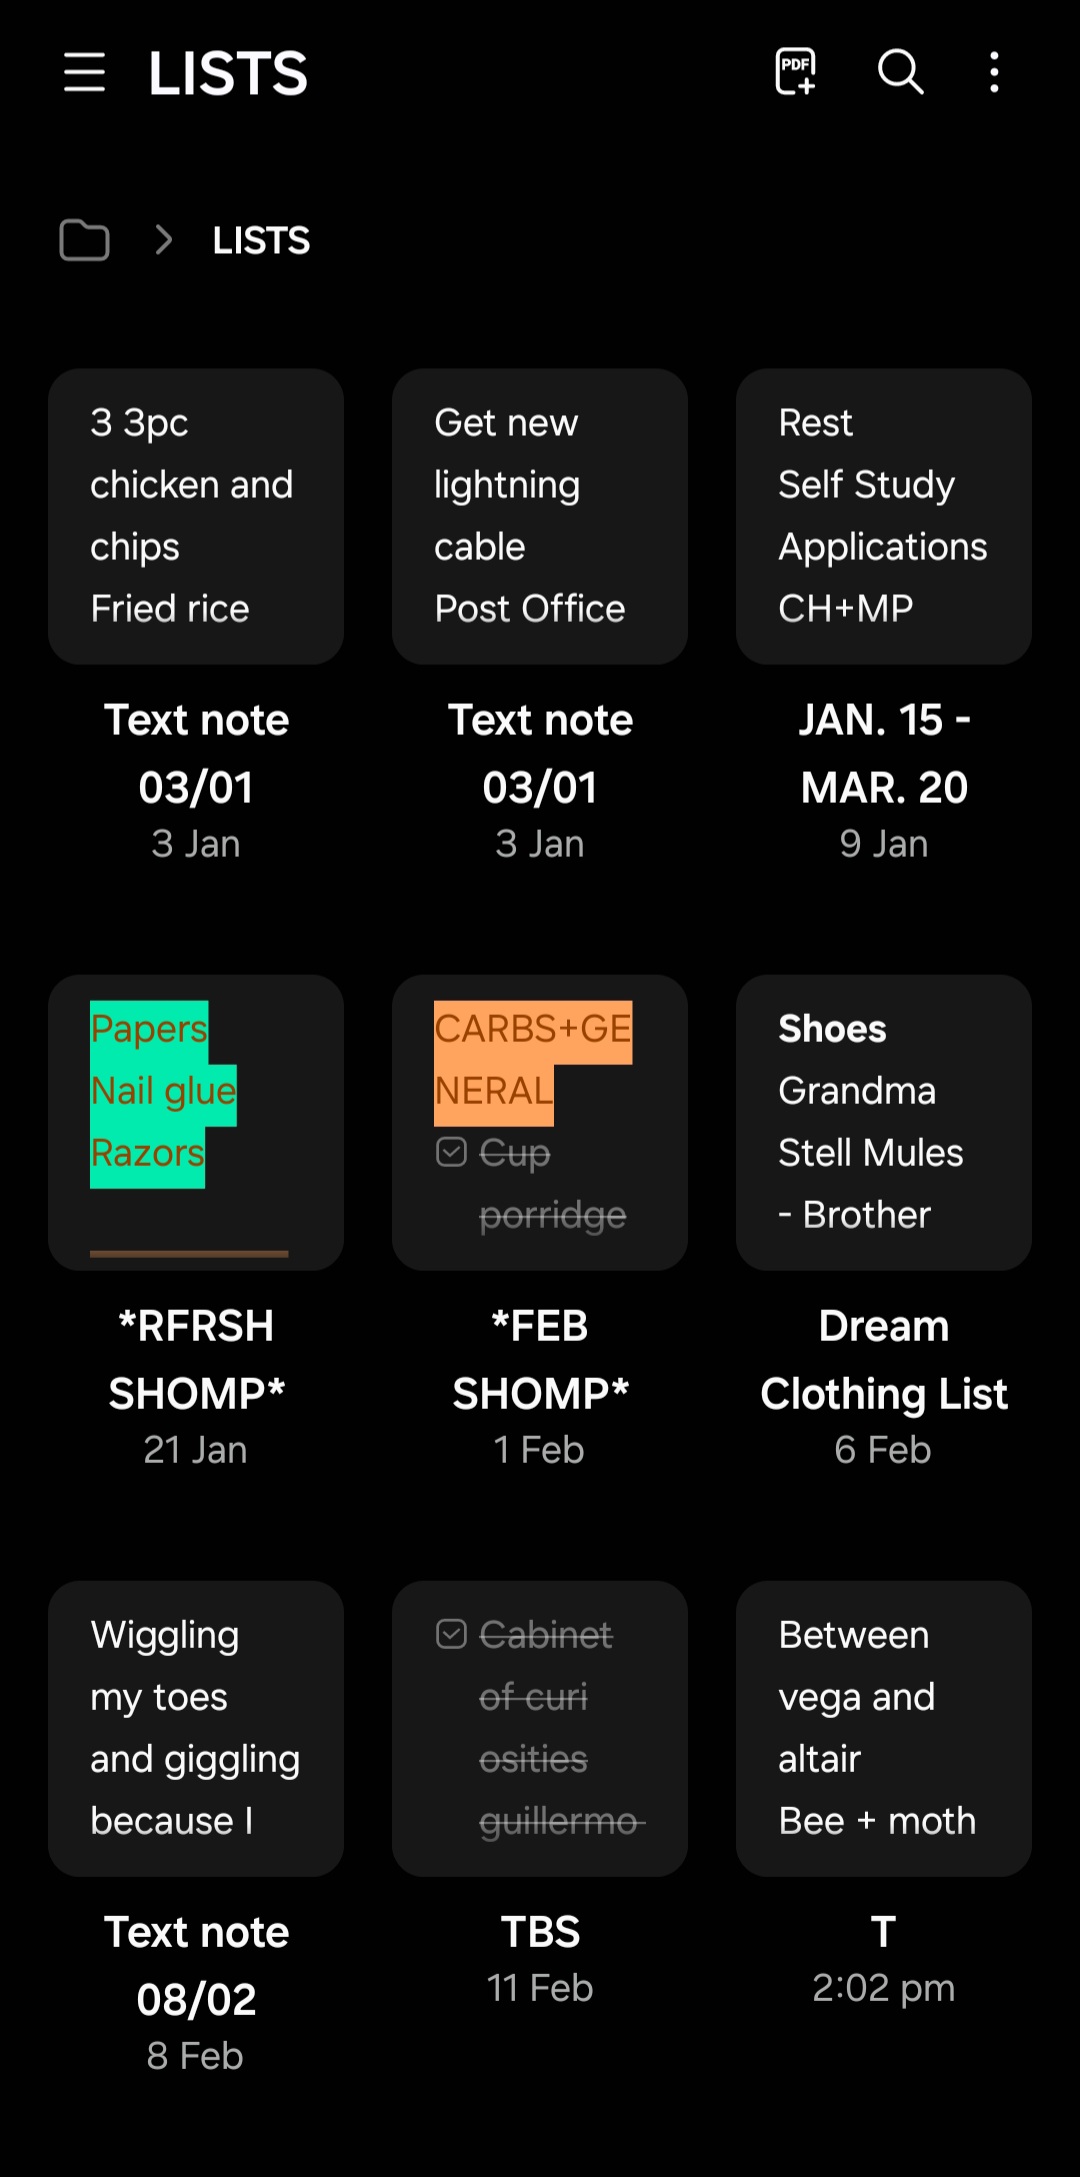 LISTS
PDF
LISTS
3 3pc
chicken and
chips
Fried rice
Text note
03/01
3 Jan
Get new
lightning
cable
Post Office
Text note
03/01
3 Jan
Rest
Self Study
Applications
CH+MP
JAN. 15 -
MAR. 20
9 Jan
Papers
Nail glue
Razors
*RFRSH
SHOMP*
21 Jan
CARBS+GE
NERAL
Cup
porridge
*FEB
SHOMP*
1 Feb
Shoes
Grandma
Stell Mules
- Brother
Dream
Clothing List
6 Feb
Wiggling
my toes
and giggling
because I
Text note
08/02
8 Feb
Cabinet
of curi
osities
guillermo
TBS
11 Feb
Between
vega and
altair
Bee + moth
T
2:02 pm